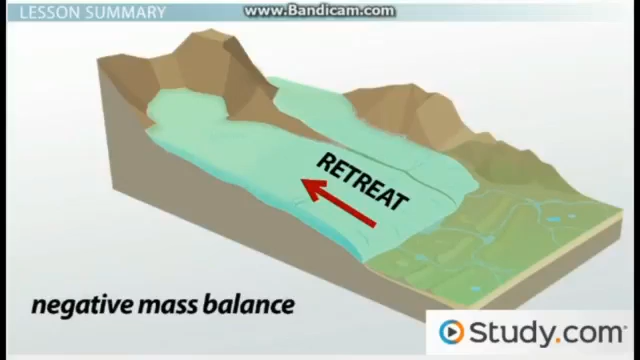 LESSON SUMMARY
www.Bandicam.com
RETREAT
negative mass balance
Study.com